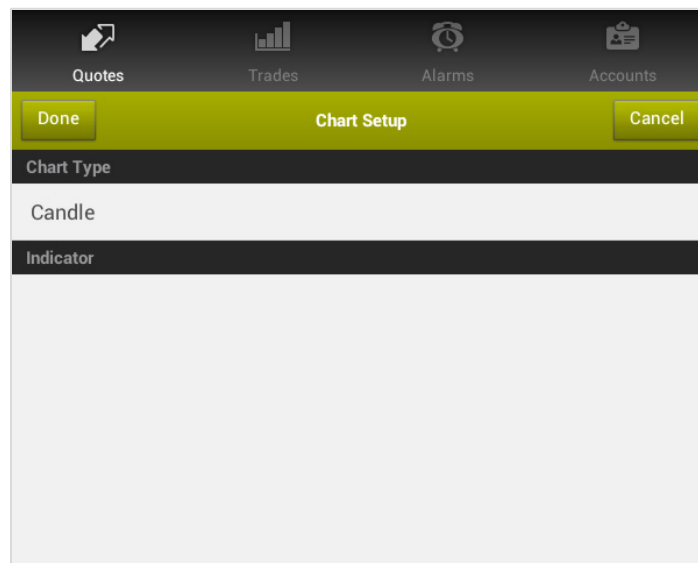 Quotes Trades Alarms Accounts
Done Chart Setup Cancel
Chart Type
Candle
Indicator